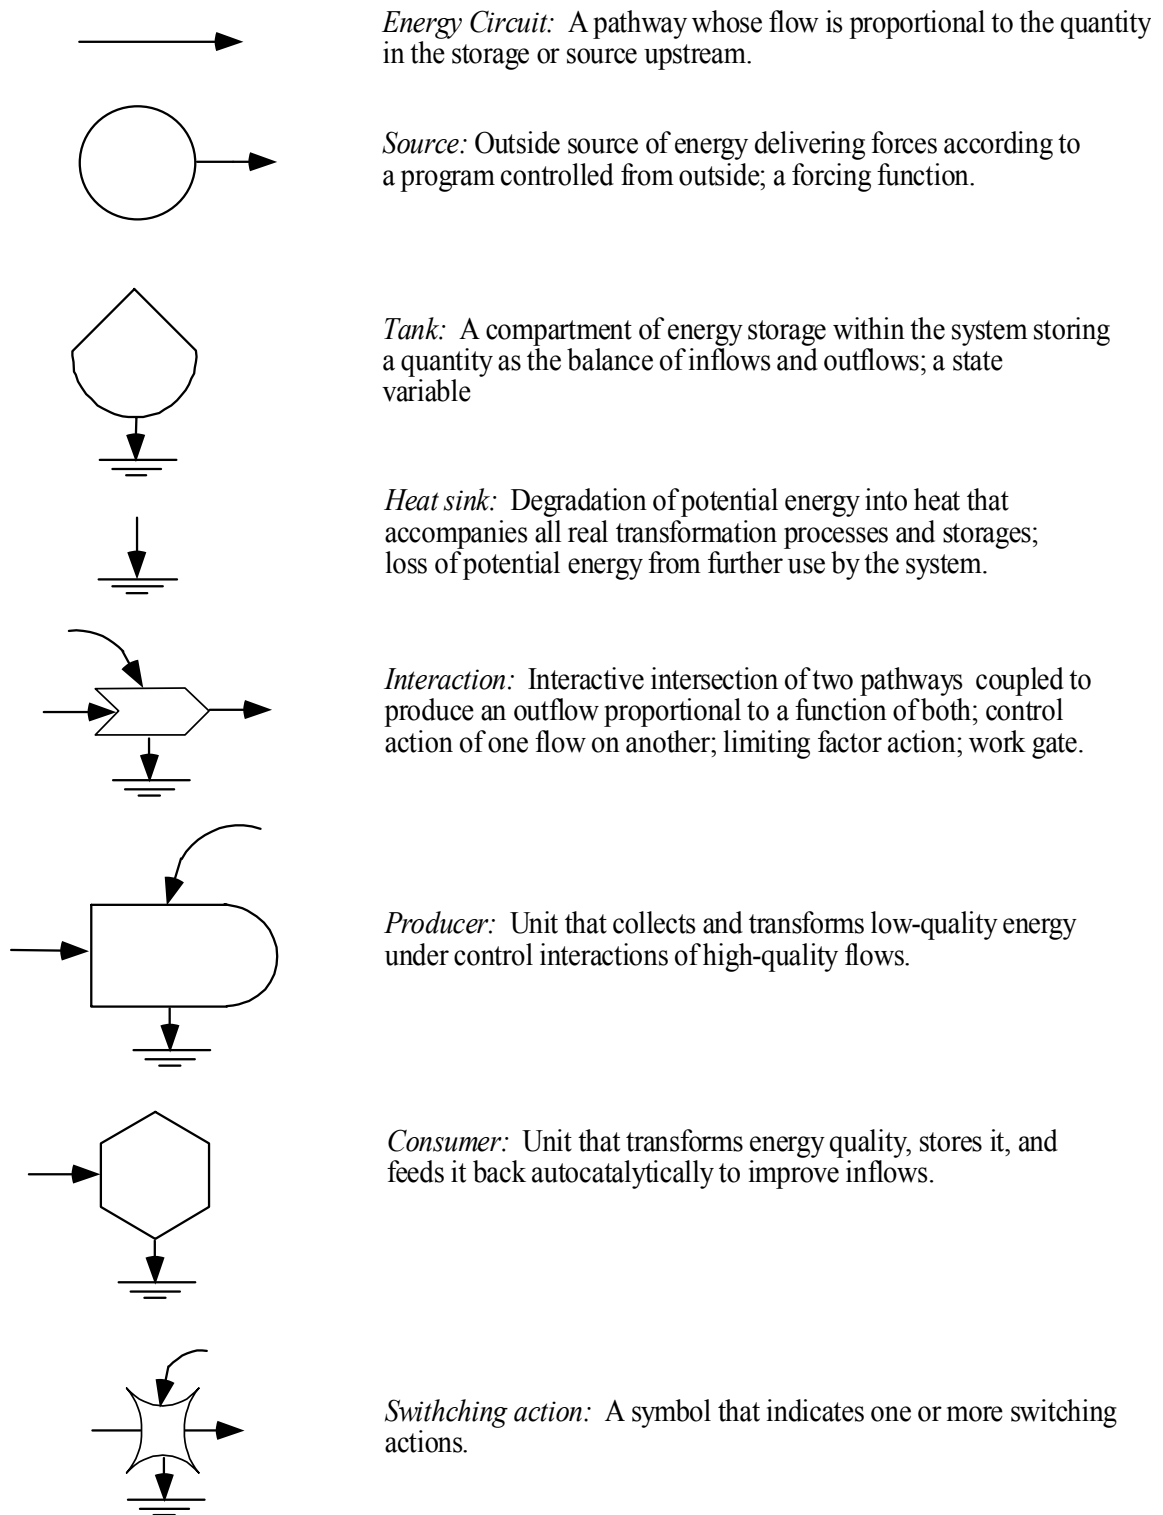 Energy Circuit: A pathway whose flow is proportional to the quantity
in the storage or source upstream.
Source: Outside source of energy delivering forces according to
a program controlled from outside; a forcing function.
Tank: A compartment of energy storage within the system storing
a quantity as the balance of inflows and outflows; a state
variable
Heat sink: Degradation of potential energy into heat that
accompanies all real transformation processes and storages;
loss of potential energy from further use by the system.
Interaction: Interactive intersection of two pathways coupled to
produce an outflow proportional to a function of both; control
action of one flow on another; limiting factor action; work gate.
Producer: Unit that collects and transforms low-quality energy
under control interactions of high-quality flows.
Consumer: Unit that transforms energy quality, stores it, and
feeds it back autocatalytically to improve inflows.
Swithching action: A symbol that indicates one or more switching
actions.